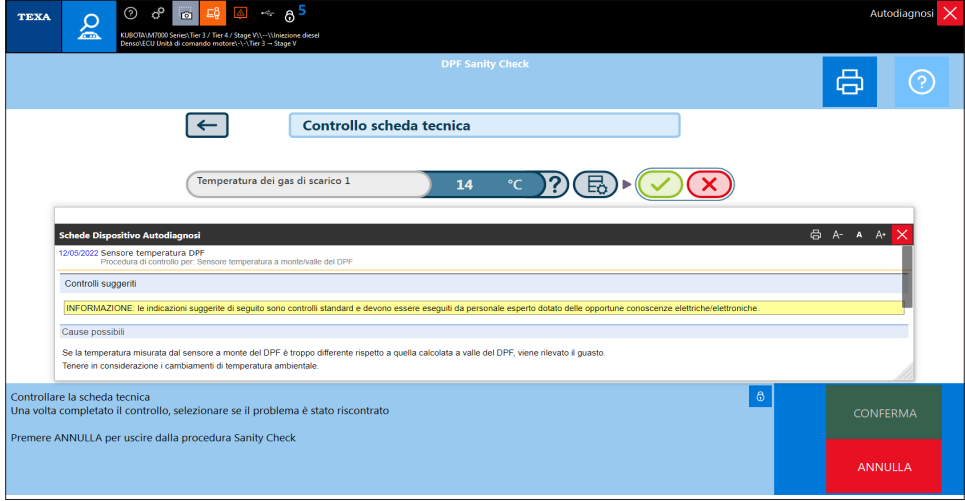 TEXA
5
Autodiagnosi
KUBOTA\M7000 Series\Tier 3 / Tier 4 / Stage V\\---\\Iniezione diesel
Denso\ECU Unità di comando motore\-\-\Tier 3 → Stage V
DPF Sanity Check
Controllo scheda tecnica
Temperatura dei gas di scarico 1
14 °C
Schede Dispositivo Autodiagnosi
A- A A+
12/05/2022 Sensore temperatura DPF
Procedura di controllo per: Sensore temperatura a monte/valle del DPF
Controlli suggeriti
INFORMAZIONE: le indicazioni suggerite di seguito sono controlli standard e devono essere eseguiti da personale esperto dotato delle opportune conoscenze elettriche/elettroniche.
Cause possibili
Se la temperatura misurata dal sensore a monte del DPF è troppo differente rispetto a quella calcolata a valle del DPF, viene rilevato il guasto.
Tenere in considerazione i cambiamenti di temperatura ambientale.
Controllare la scheda tecnica
Una volta completato il controllo, selezionare se il problema è stato riscontrato
Premere ANNULLA per uscire dalla procedura Sanity Check
CONFERMA
ANNULLA